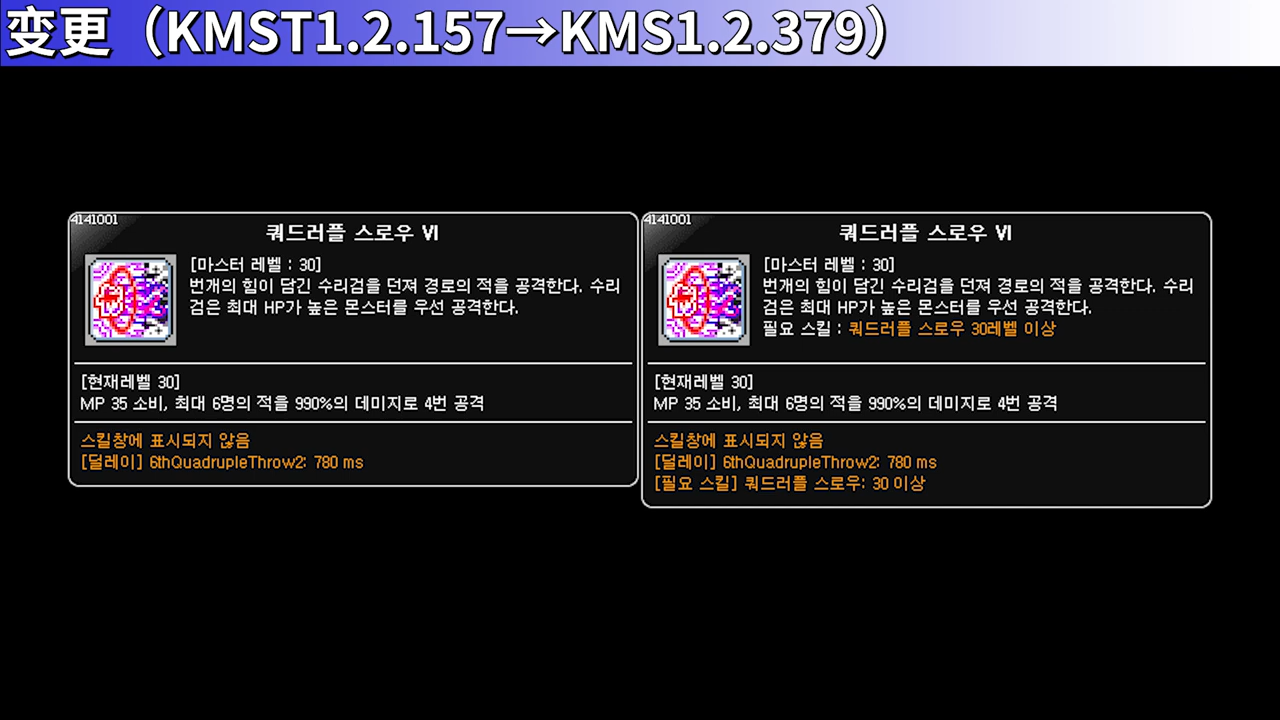 变更（KMST1.2.157→KMS1.2.379）
4141001
쿼드러플 스로우 VI
[마스터 레벨 : 30]
번개의 힘이 담긴 수리검을 던져 경로의 적을 공격한다. 수리
검은 최대 HP가 높은 몬스터를 우선 공격한다.
[현재레벨 30]
MP 35 소비, 최대 6명의 적을 990%의 데미지로 4번 공격
스킬창에 표시되지 않음
[딜레이] 6thQuadrupleThrow2: 780 ms
4141001
쿼드러플 스로우 VI
[마스터 레벨 : 30]
번개의 힘이 담긴 수리검을 던져 경로의 적을 공격한다. 수리
검은 최대 HP가 높은 몬스터를 우선 공격한다.
필요 스킬 : 쿼드러플 스로우 30레벨 이상
[현재레벨 30]
MP 35 소비, 최대 6명의 적을 990%의 데미지로 4번 공격
스킬창에 표시되지 않음
[딜레이] 6thQuadrupleThrow2: 780 ms
[필요 스킬] 쿼드러플 스로우: 30 이상